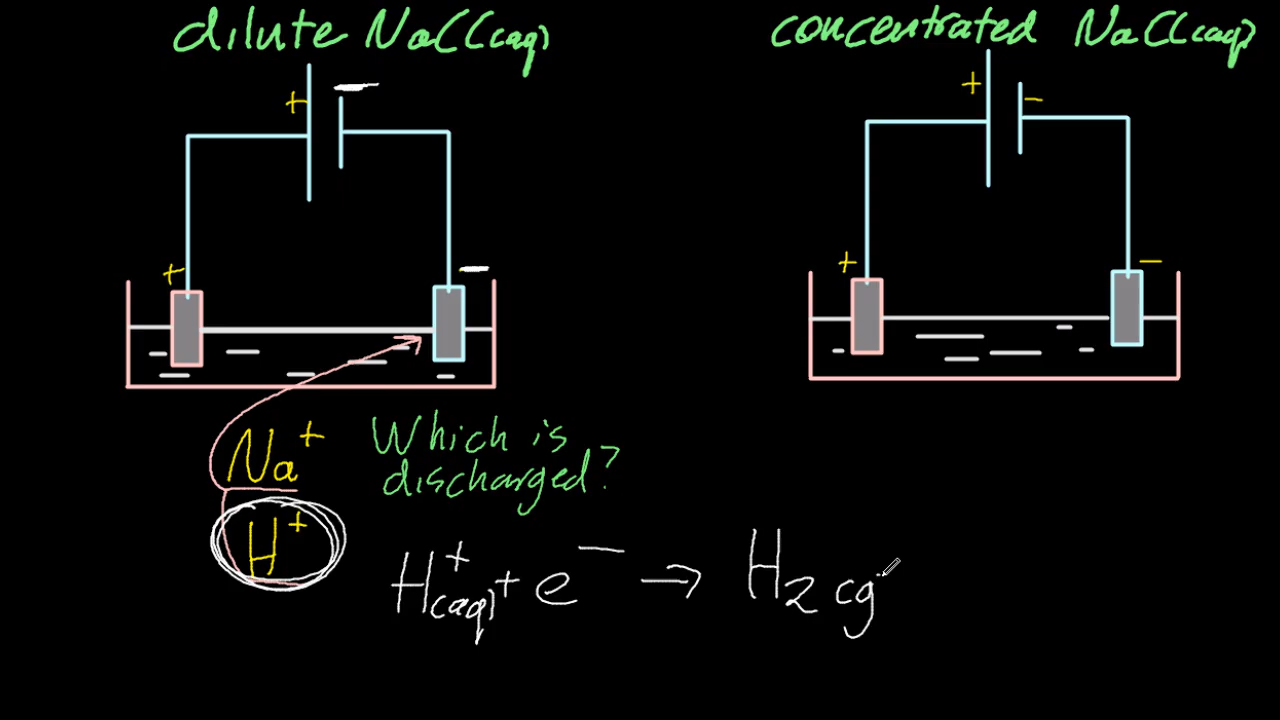 dilute NaCl(aq)
concentrated NaCl(aq)
+ −
+ −
+ −
+ −
Na+
Which is
discharged?
H+
H+(aq) + e− → H2 (g